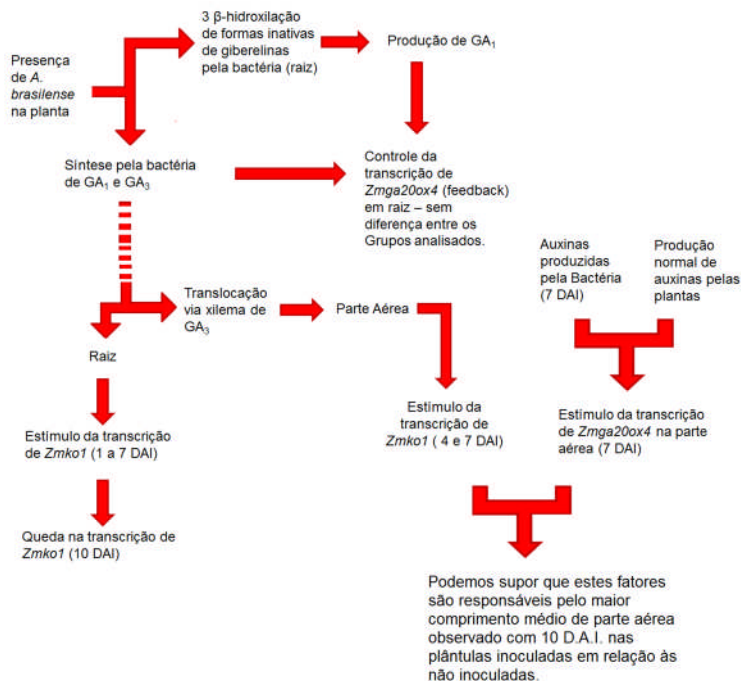 3 β-hidroxilação
de formas inativas
de giberelinas
pela bactéria (raiz)
Produção de GA1
Presença
de A.
brasilense
na planta
Síntese pela bactéria
de GA1 e GA3
Controle da
transcrição de
Zmga20ox4 (feedback)
em raiz – sem
diferença entre os
Grupos analisados.
Auxinas
produzidas
pela Bactéria
(7 DAI)
Produção
normal de
auxinas pelas
plantas
Translocação
via xilema de
GA3
Parte Aérea
Raiz
Estímulo da transcrição
de Zmko1 (1 a 7 DAI)
Estímulo da
transcrição de
Zmko1 ( 4 e 7 DAI)
Estímulo da transcrição
de Zmga20ox4 na parte
aérea (7 DAI)
Queda na transcrição de
Zmko1 (10 DAI)
Podemos supor que estes fatores
são responsáveis pelo maior
comprimento médio de parte aérea
observado com 10 D.A.I. nas
plântulas inoculadas em relação às
não inoculadas.